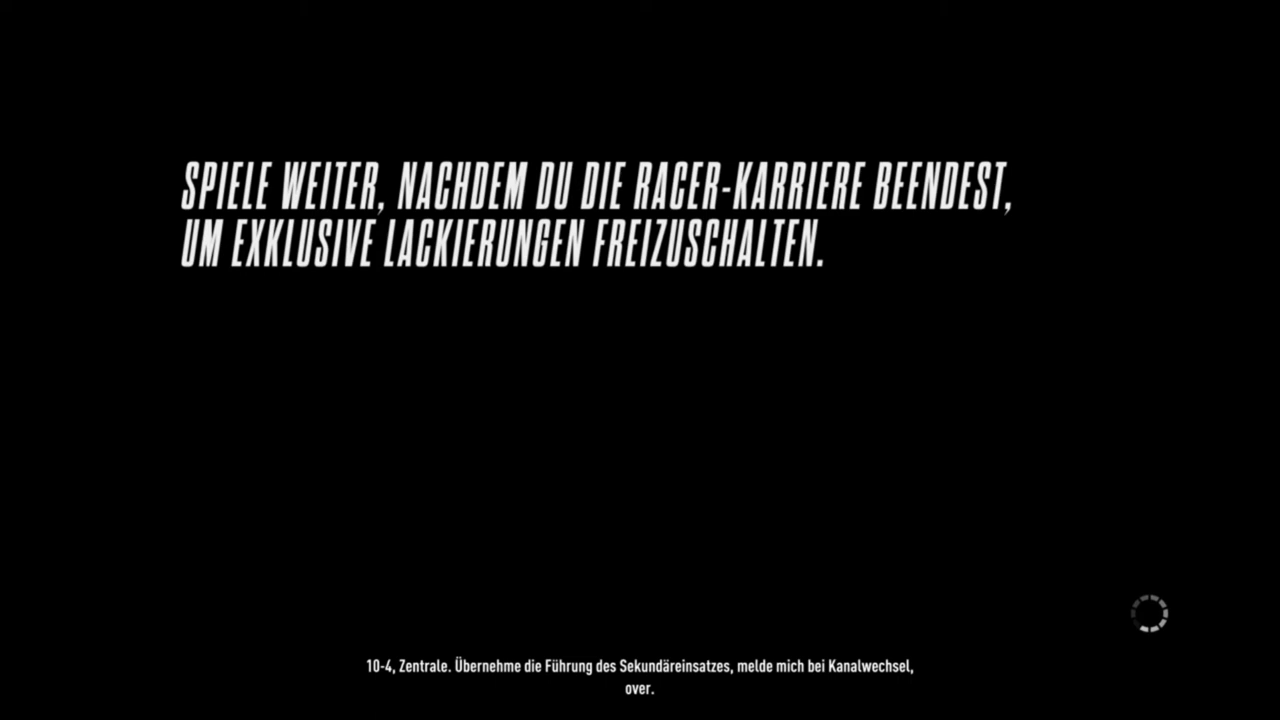 SPIELE WEITER, NACHDEM DU DIE RACER-KARRIERE BEENDEST,
UM EXKLUSIVE LACKIERUNGEN FREIZUSCHALTEN.
10-4, Zentrale. Übernehme die Führung des Sekundäreinsatzes, melde mich bei Kanalwechsel,
over.